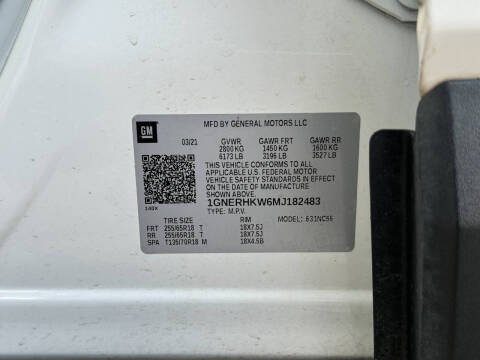 GM
MFD BY GENERAL MOTORS LLC
03/21 GVWR GAWR FRT GAWR RR
2800 KG 1450 KG 1600 KG
6173 LB 3196 LB 3527 LB
THIS VEHICLE CONFORMS TO ALL
APPLICABLE U.S. FEDERAL MOTOR
VEHICLE SAFETY STANDARDS IN EFFECT
ON THE DATE OF MANUFACTURE
SHOWN ABOVE.
1GNERHKW6MJ182483
TYPE: M.P.V. MODEL: 631NC56
140X
TIRE SIZE RIM
FRT 255/65R18 T 18X7.5J
RR 255/65R18 T 18X7.5J
SPA T135/70R18 M 18X4.5B